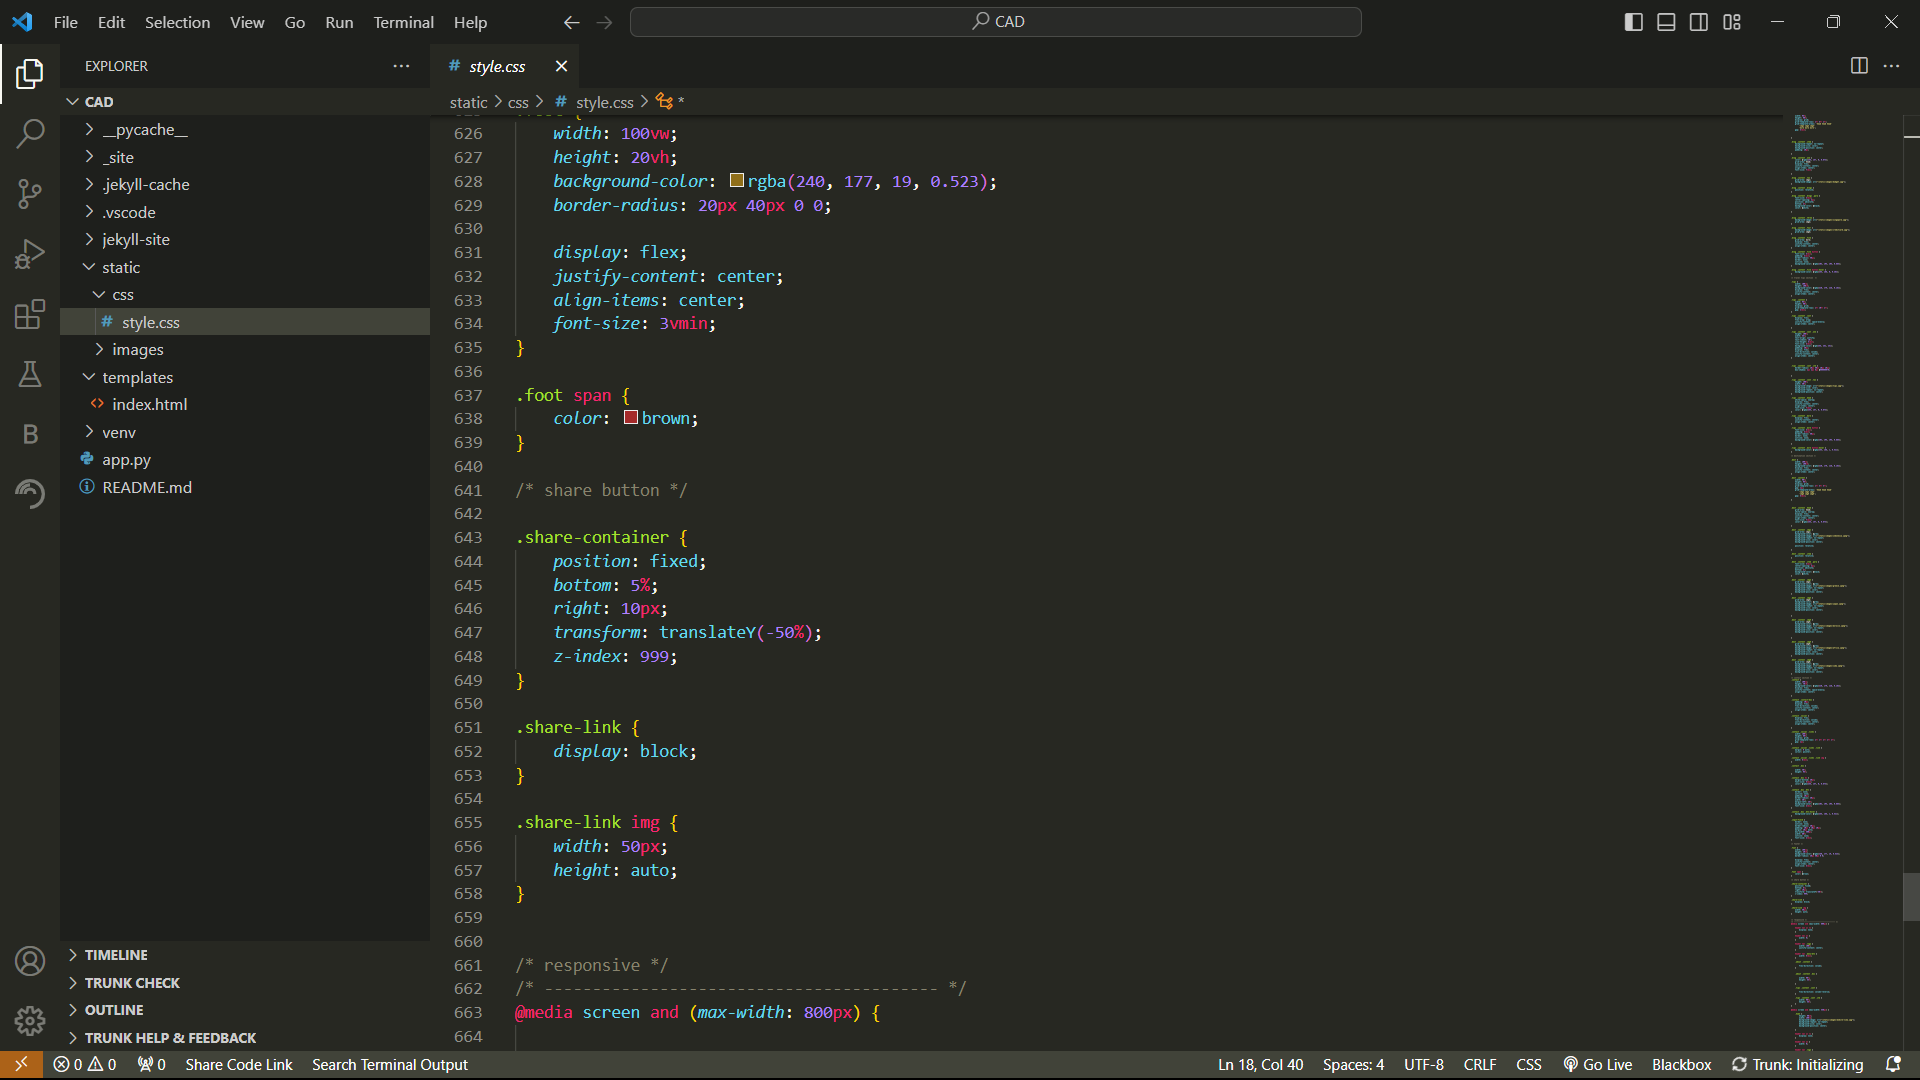 File Edit Selection View Go Run Terminal Help
CAD
EXPLORER
CAD
__pycache__
_site
.jekyll-cache
.vscode
jekyll-site
static
css
# style.css
images
templates
index.html
venv
app.py
README.md
TIMELINE
TRUNK CHECK
OUTLINE
TRUNK HELP & FEEDBACK
# style.css
static > css > # style.css > *
626 width: 100vw;
627 height: 20vh;
628 background-color: rgba(240, 177, 19, 0.523);
629 border-radius: 20px 40px 0 0;
630
631 display: flex;
632 justify-content: center;
633 align-items: center;
634 font-size: 3vmin;
635 }
636
637 .foot span {
638 color: brown;
639 }
640
641 /* share button */
642
643 .share-container {
644 position: fixed;
645 bottom: 5%;
646 right: 10px;
647 transform: translateY(-50%);
648 z-index: 999;
649 }
650
651 .share-link {
652 display: block;
653 }
654
655 .share-link img {
656 width: 50px;
657 height: auto;
658 }
659
660
661 /* responsive */
662 /* ----------------------------------------- */
663 @media screen and (max-width: 800px) {
664
0 0 0 Share Code Link Search Terminal Output Ln 18, Col 40 Spaces: 4 UTF-8 CRLF CSS Go Live Blackbox Trunk: Initializing